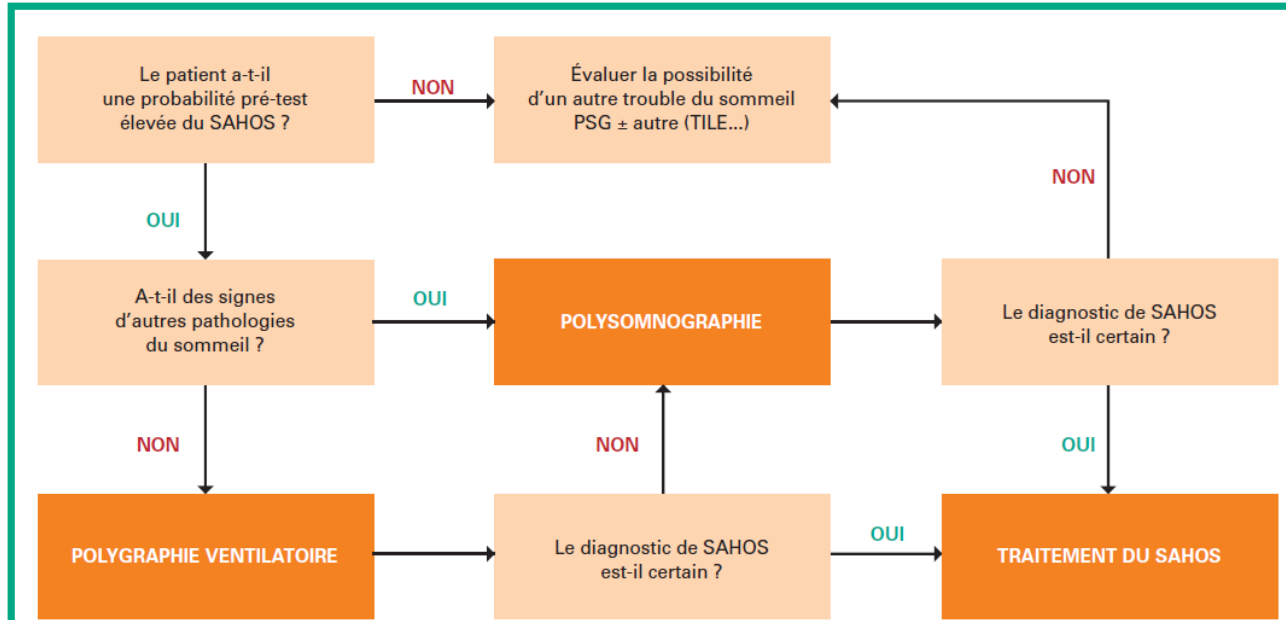 Le patient a-t-il
une probabilité pré-test
élevée du SAHOS ?
NON
Évaluer la possibilité
d'un autre trouble du sommeil
PSG ± autre (TILE...)
NON
OUI
A-t-il des signes
d'autres pathologies
du sommeil ?
OUI
POLYSOMNOGRAPHIE
Le diagnostic de SAHOS
est-il certain ?
NON
NON
OUI
POLYGRAPHIE VENTILATOIRE
Le diagnostic de SAHOS
est-il certain ?
OUI
TRAITEMENT DU SAHOS